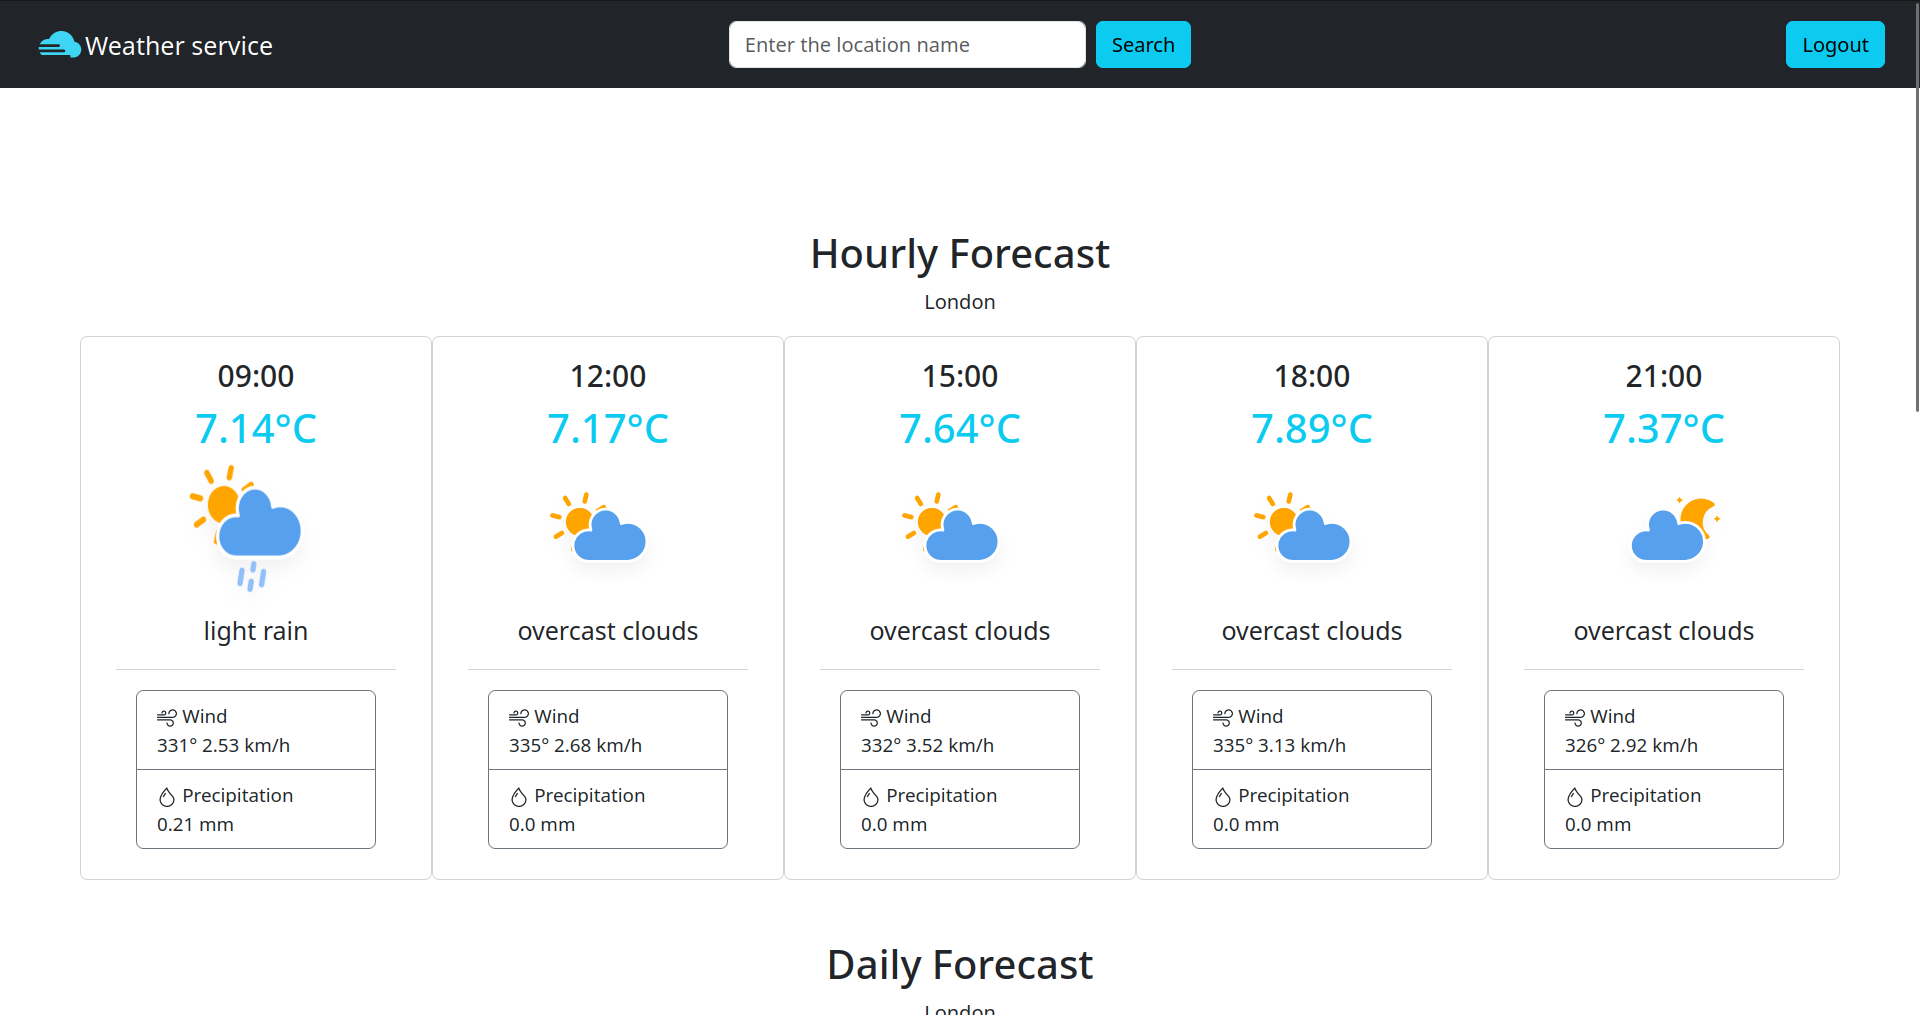 Weather service
Enter the location name
Search
Logout
Hourly Forecast
London
09:00
7.14°C
light rain
Wind
331° 2.53 km/h
Precipitation
0.21 mm
12:00
7.17°C
overcast clouds
Wind
335° 2.68 km/h
Precipitation
0.0 mm
15:00
7.64°C
overcast clouds
Wind
332° 3.52 km/h
Precipitation
0.0 mm
18:00
7.89°C
overcast clouds
Wind
335° 3.13 km/h
Precipitation
0.0 mm
21:00
7.37°C
overcast clouds
Wind
326° 2.92 km/h
Precipitation
0.0 mm
Daily Forecast
London